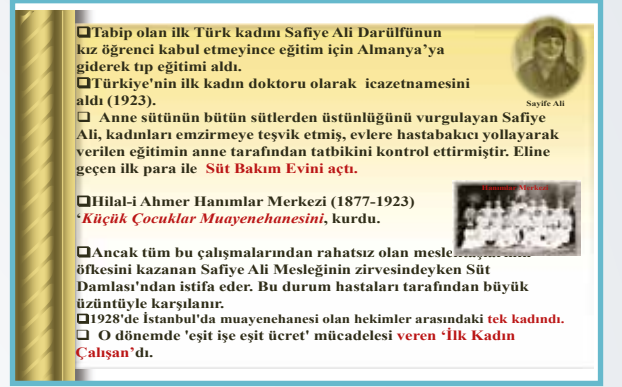 ❑Tabip olan ilk Türk kadını Safiye Ali Darülfünun
kız öğrenci kabul etmeyince eğitim için Almanya’ya
giderek tıp eğitimi aldı.
❑Türkiye'nin ilk kadın doktoru olarak icazetnamesini
aldı (1923).
Sayife Ali
❑ Anne sütünün bütün sütlerden üstünlüğünü vurgulayan Safiye
Ali, kadınları emzirmeye teşvik etmiş, evlere hastabakıcı yollayarak
verilen eğitimin anne tarafından tatbikini kontrol ettirmiştir. Eline
geçen ilk para ile Süt Bakım Evini açtı.
Hanımlar Merkezi
❑Hilal-i Ahmer Hanımlar Merkezi (1877-1923)
‘Küçük Çocuklar Muayenehanesini, kurdu.
❑Ancak tüm bu çalışmalarından rahatsız olan
öfkesini kazanan Safiye Ali Mesleğinin zirvesindeyken Süt
Damlası'ndan istifa eder. Bu durum hastaları tarafından büyük
üzüntüyle karşılanır.
❑1928'de İstanbul'da muayenehanesi olan hekimler arasındaki tek kadındı.
❑ O dönemde 'eşit işe eşit ücret' mücadelesi veren ‘İlk Kadın
Çalışan’dı.